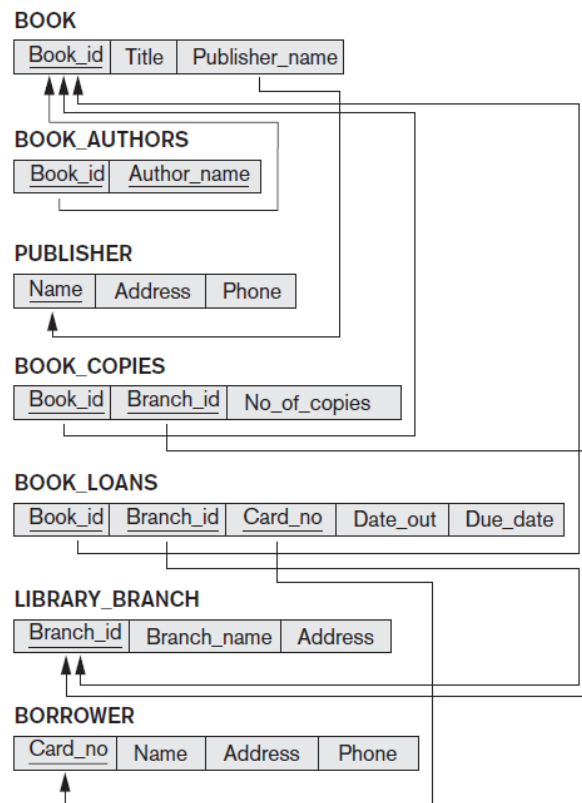 BOOK
Book_id Title Publisher_name
BOOK_AUTHORS
Book_id Author_name
PUBLISHER
Name Address Phone
BOOK_COPIES
Book_id Branch_id No_of_copies
BOOK_LOANS
Book_id Branch_id Card_no Date_out Due_date
LIBRARY_BRANCH
Branch_id Branch_name Address
BORROWER
Card_no Name Address Phone